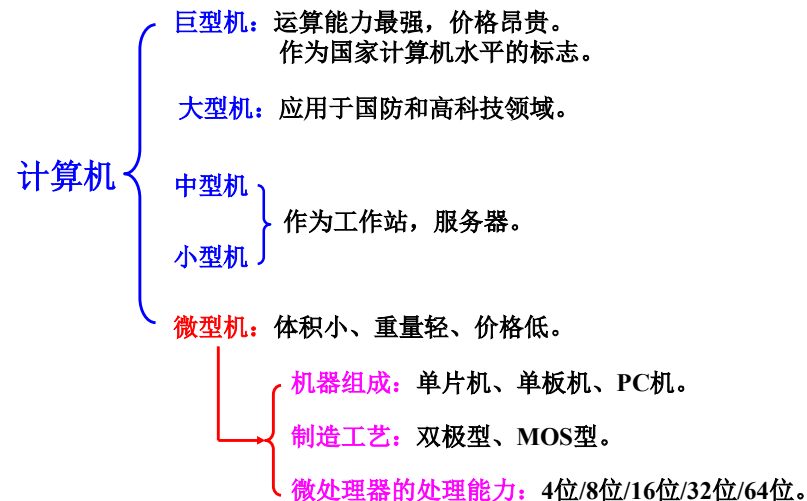 巨型机：运算能力最强，价格昂贵。
作为国家计算机水平的标志。
大型机：应用于国防和高科技领域。
计算机
中型机
作为工作站，服务器。
小型机
微型机：体积小、重量轻、价格低。
机器组成：单片机、单板机、PC机。
制造工艺：双极型、MOS型。
微处理器的处理能力：4位/8位/16位/32位/64位。